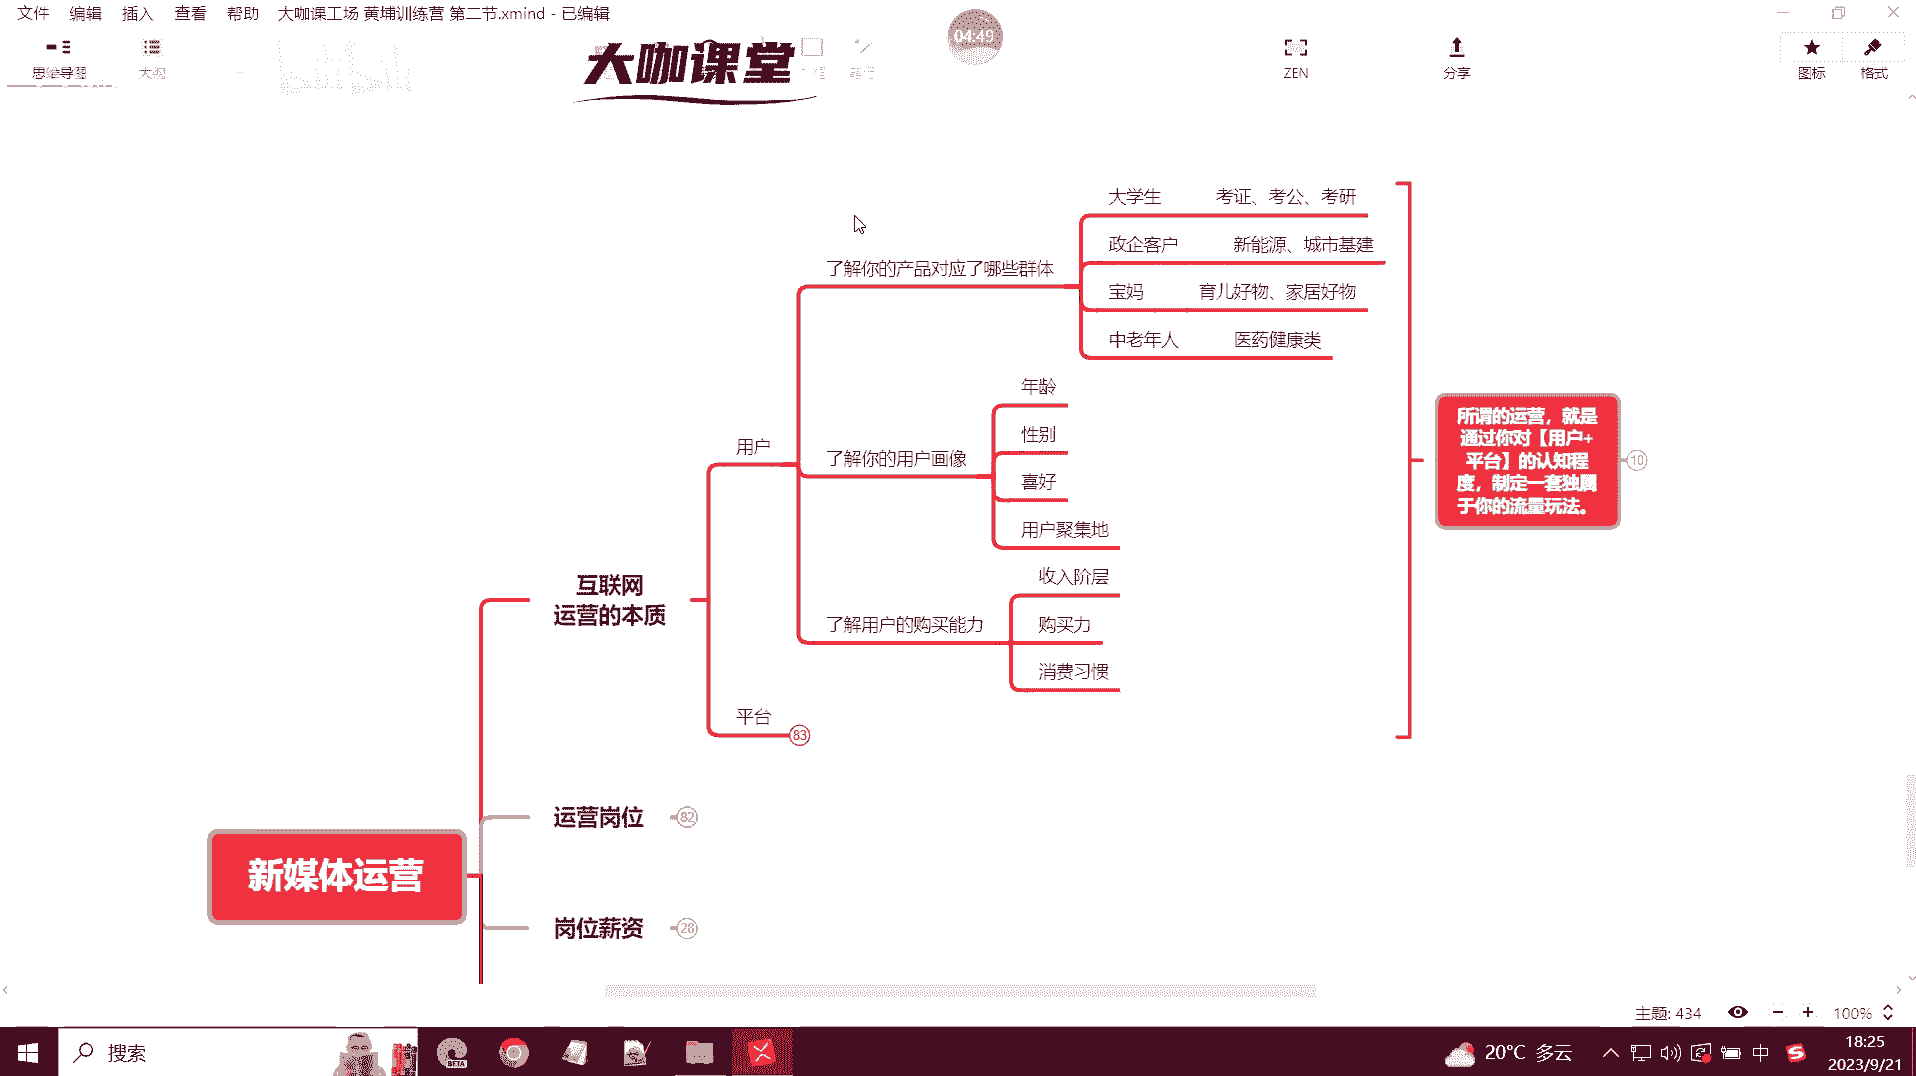 文件 编辑 插入 查看 帮助 大咖课工场 黄埔训练营 第二节.xmind - 已编辑
思维导图
大纲
大咖课堂
04:49
ZEN
分享
图标
格式
大学生 考证、考公、考研
政企客户 新能源、城市基建
了解你的产品对应了哪些群体
宝妈 育儿好物、家居好物
中老年人 医药健康类
年龄
性别
用户
了解你的用户画像
喜好
用户聚集地
所谓的运营，就是
通过你对【用户+
平台】的认知程
度，制定一套独属
于你的流量玩法。
10
互联网
运营的本质
收入阶层
了解用户的购买能力
购买力
消费习惯
平台
83
运营岗位
82
新媒体运营
岗位薪资
28
主题: 434
100%
搜索
BETA
20°C 多云
中
18:25
2023/9/21